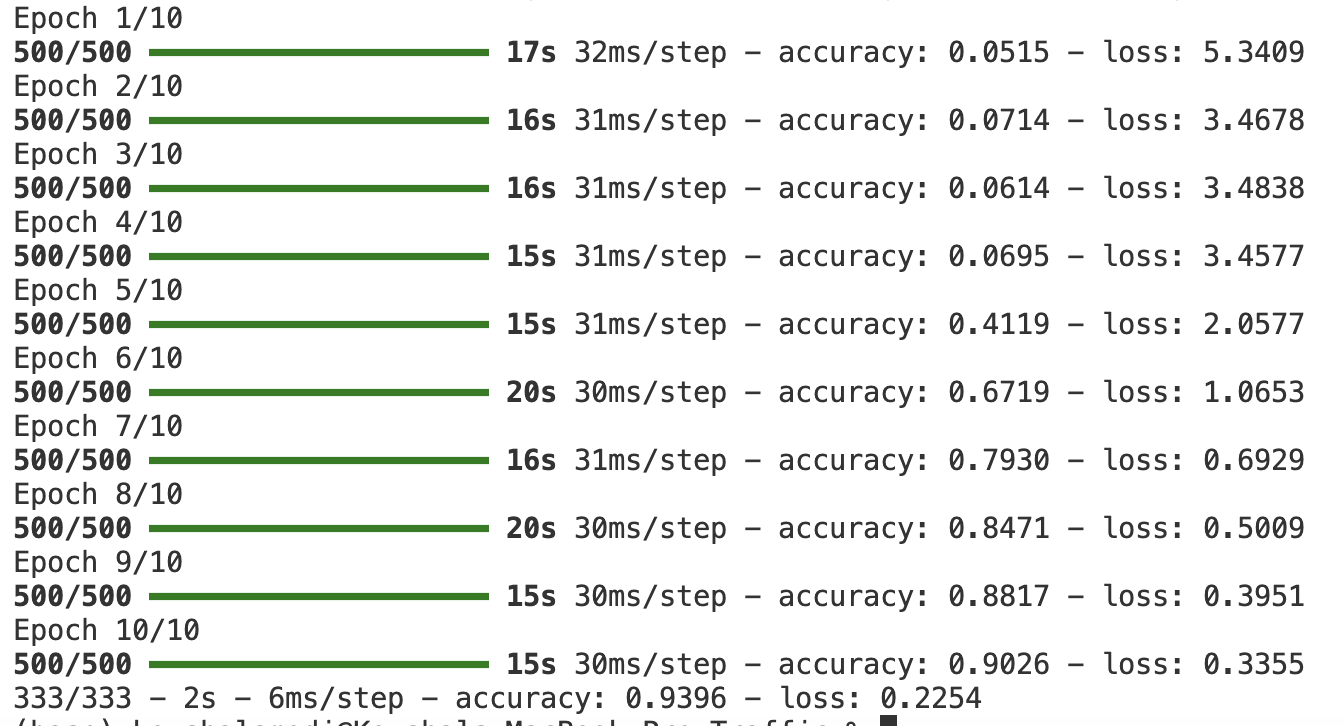 Epoch 1/10
500/500 17s 32ms/step – accuracy: 0.0515 – loss: 5.3409
Epoch 2/10
500/500 16s 31ms/step – accuracy: 0.0714 – loss: 3.4678
Epoch 3/10
500/500 16s 31ms/step – accuracy: 0.0614 – loss: 3.4838
Epoch 4/10
500/500 15s 31ms/step – accuracy: 0.0695 – loss: 3.4577
Epoch 5/10
500/500 15s 31ms/step – accuracy: 0.4119 – loss: 2.0577
Epoch 6/10
500/500 20s 30ms/step – accuracy: 0.6719 – loss: 1.0653
Epoch 7/10
500/500 16s 31ms/step – accuracy: 0.7930 – loss: 0.6929
Epoch 8/10
500/500 20s 30ms/step – accuracy: 0.8471 – loss: 0.5009
Epoch 9/10
500/500 15s 30ms/step – accuracy: 0.8817 – loss: 0.3951
Epoch 10/10
500/500 15s 30ms/step – accuracy: 0.9026 – loss: 0.3355
333/333 – 2s – 6ms/step – accuracy: 0.9396 – loss: 0.2254